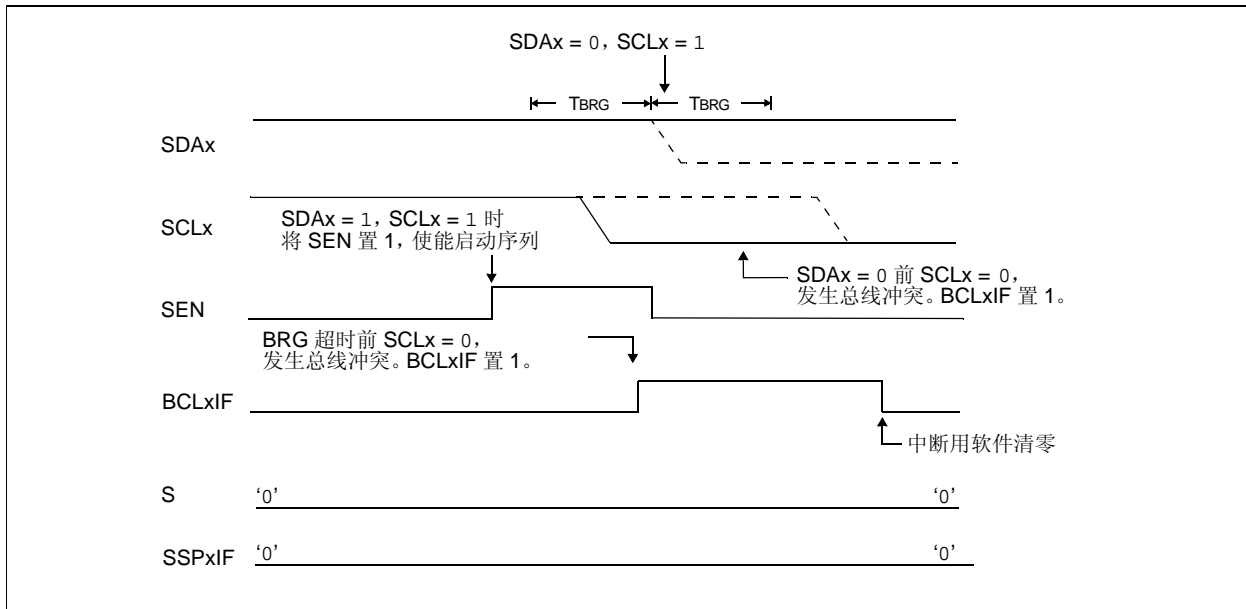 SDAx = 0, SCLx = 1
TBRG TBRG
SDAx
SCLx
SDAx = 1, SCLx = 1 时
将 SEN 置 1, 使能启动序列
SDAx = 0 前 SCLx = 0,
发生总线冲突。BCLxIF 置 1。
SEN
BRG 超时前 SCLx = 0,
发生总线冲突。BCLxIF 置 1。
BCLxIF
中断用软件清零
S
‘0’ ‘0’
SSPxIF
‘0’ ‘0’